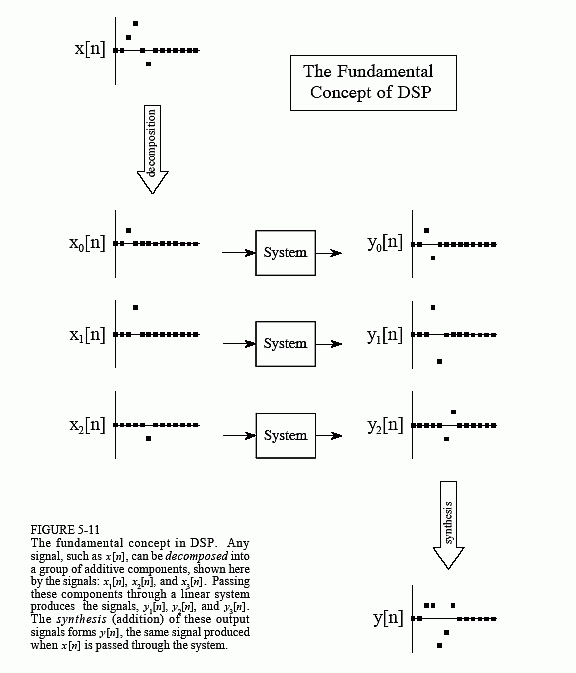 x[n]
The Fundamental
Concept of DSP
decomposition
x₀[n]
System
y₀[n]
x₁[n]
System
y₁[n]
x₂[n]
System
y₂[n]
synthesis
FIGURE 5-11
The fundamental concept in DSP. Any
signal, such as x[n], can be decomposed into
a group of additive components, shown here
by the signals: x₁[n], x₂[n], and x₃[n]. Passing
these components through a linear system
produces the signals, y₁[n], y₂[n], and y₃[n].
The synthesis (addition) of these output
signals forms y[n], the same signal produced
when x[n] is passed through the system.
y[n]